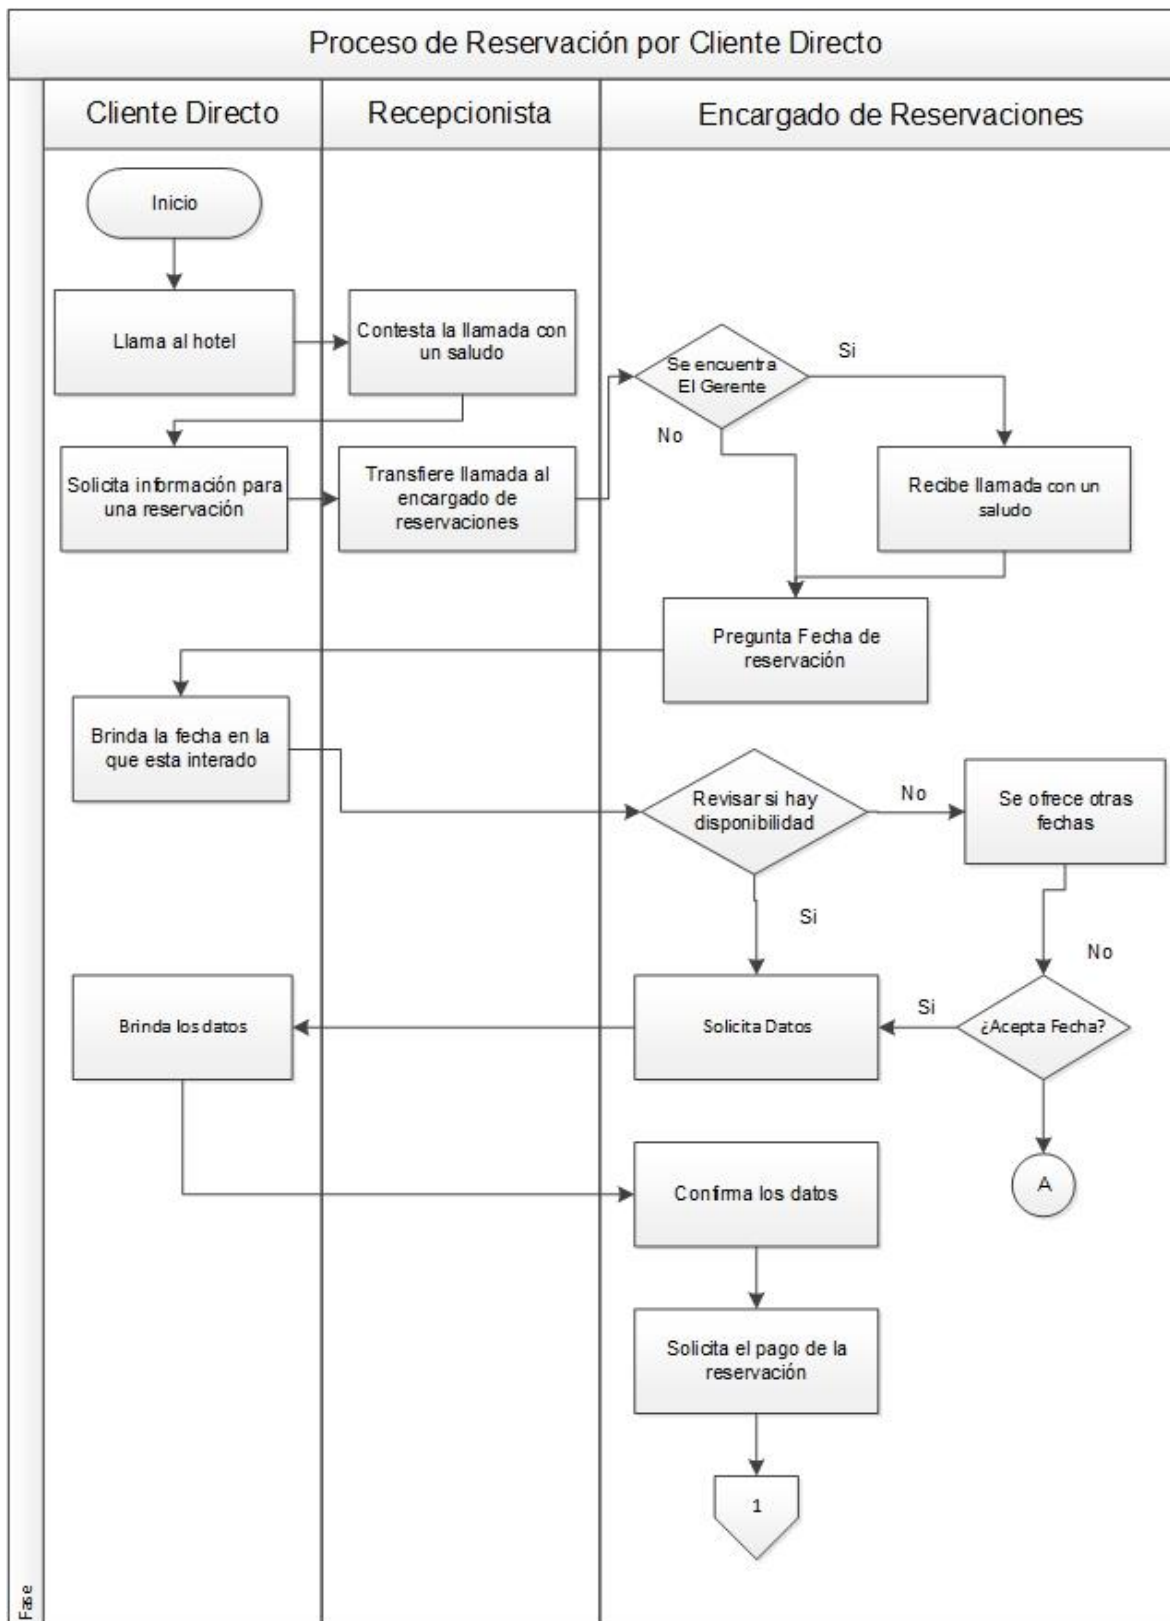 Proceso de Reservación por Cliente Directo
Cliente Directo
Recepcionista
Encargado de Reservaciones
Inicio
Llama al hotel
Contesta la llamada con
un saludo
Se encuentra
El Gerente
Si
No
Solicita información para
una reservación
Transfiere llamada al
encargado de
reservaciones
Recibe llamada con un
saludo
Pregunta Fecha de
reservación
Brinda la fecha en la
que esta interado
Revisar si hay
disponibilidad
No
Se ofrece otras
fechas
Si
No
Brinda los datos
Solicita Datos
Si
¿Acepta Fecha?
Confirma los datos
A
Solicita el pago de la
reservación
1
Fase